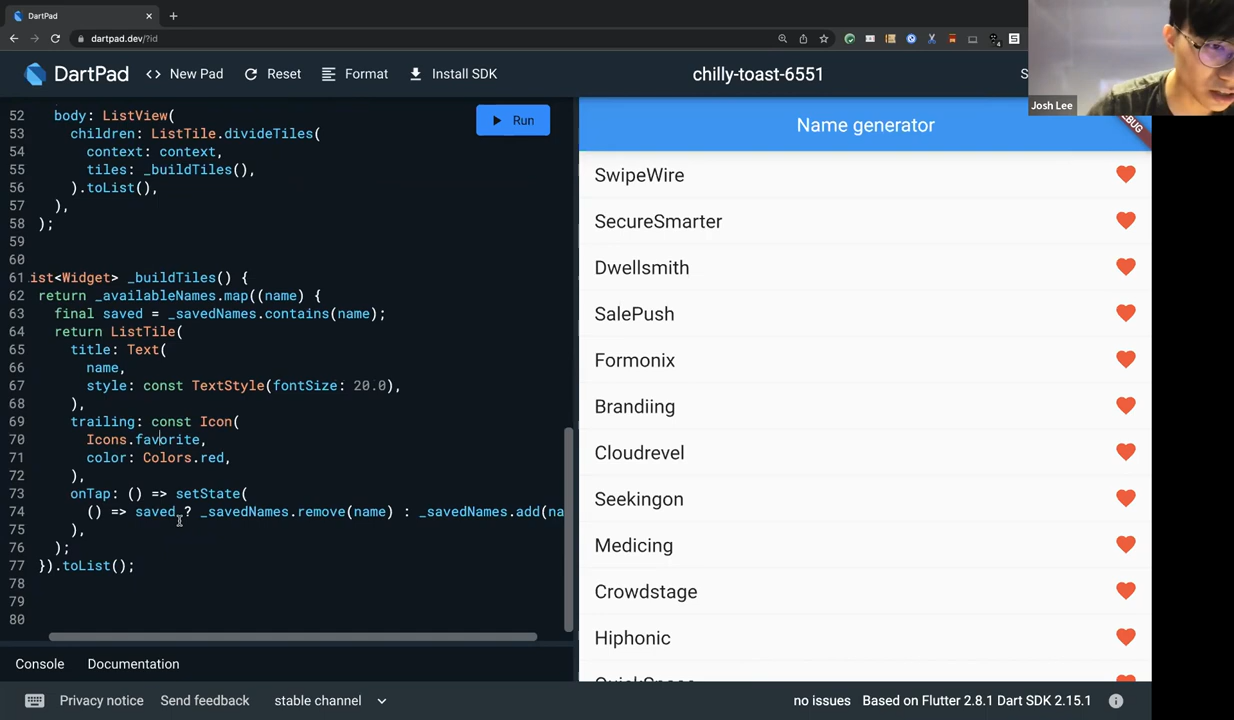 DartPad
dartpad.dev/?id
DartPad
New Pad
Reset
Format
Install SDK
chilly-toast-6551
S
Josh Lee
52 body: ListView(
53 children: ListTile.divideTiles(
54 context: context,
55 tiles: _buildTiles(),
56 ).toList(),
57 ),
58 );
59
60
61 ist<Widget> _buildTiles() {
62 return _availableNames.map((name) {
63 final saved = _savedNames.contains(name);
64 return ListTile(
65 title: Text(
66 name,
67 style: const TextStyle(fontSize: 20.0),
68 ),
69 trailing: const Icon(
70 Icons.favorite,
71 color: Colors.red,
72 ),
73 onTap: () => setState(
74 () => saved ? _savedNames.remove(name) : _savedNames.add(na
75 ),
76 );
77 }).toList();
78
79
80
Run
Name generator
EBUG
SwipeWire
SecureSmarter
Dwellsmith
SalePush
Formonix
Brandiing
Cloudrevel
Seekingon
Medicing
Crowdstage
Hiphonic
QuickSpace
Console
Documentation
Privacy notice
Send feedback
stable channel
no issues
Based on Flutter 2.8.1 Dart SDK 2.15.1